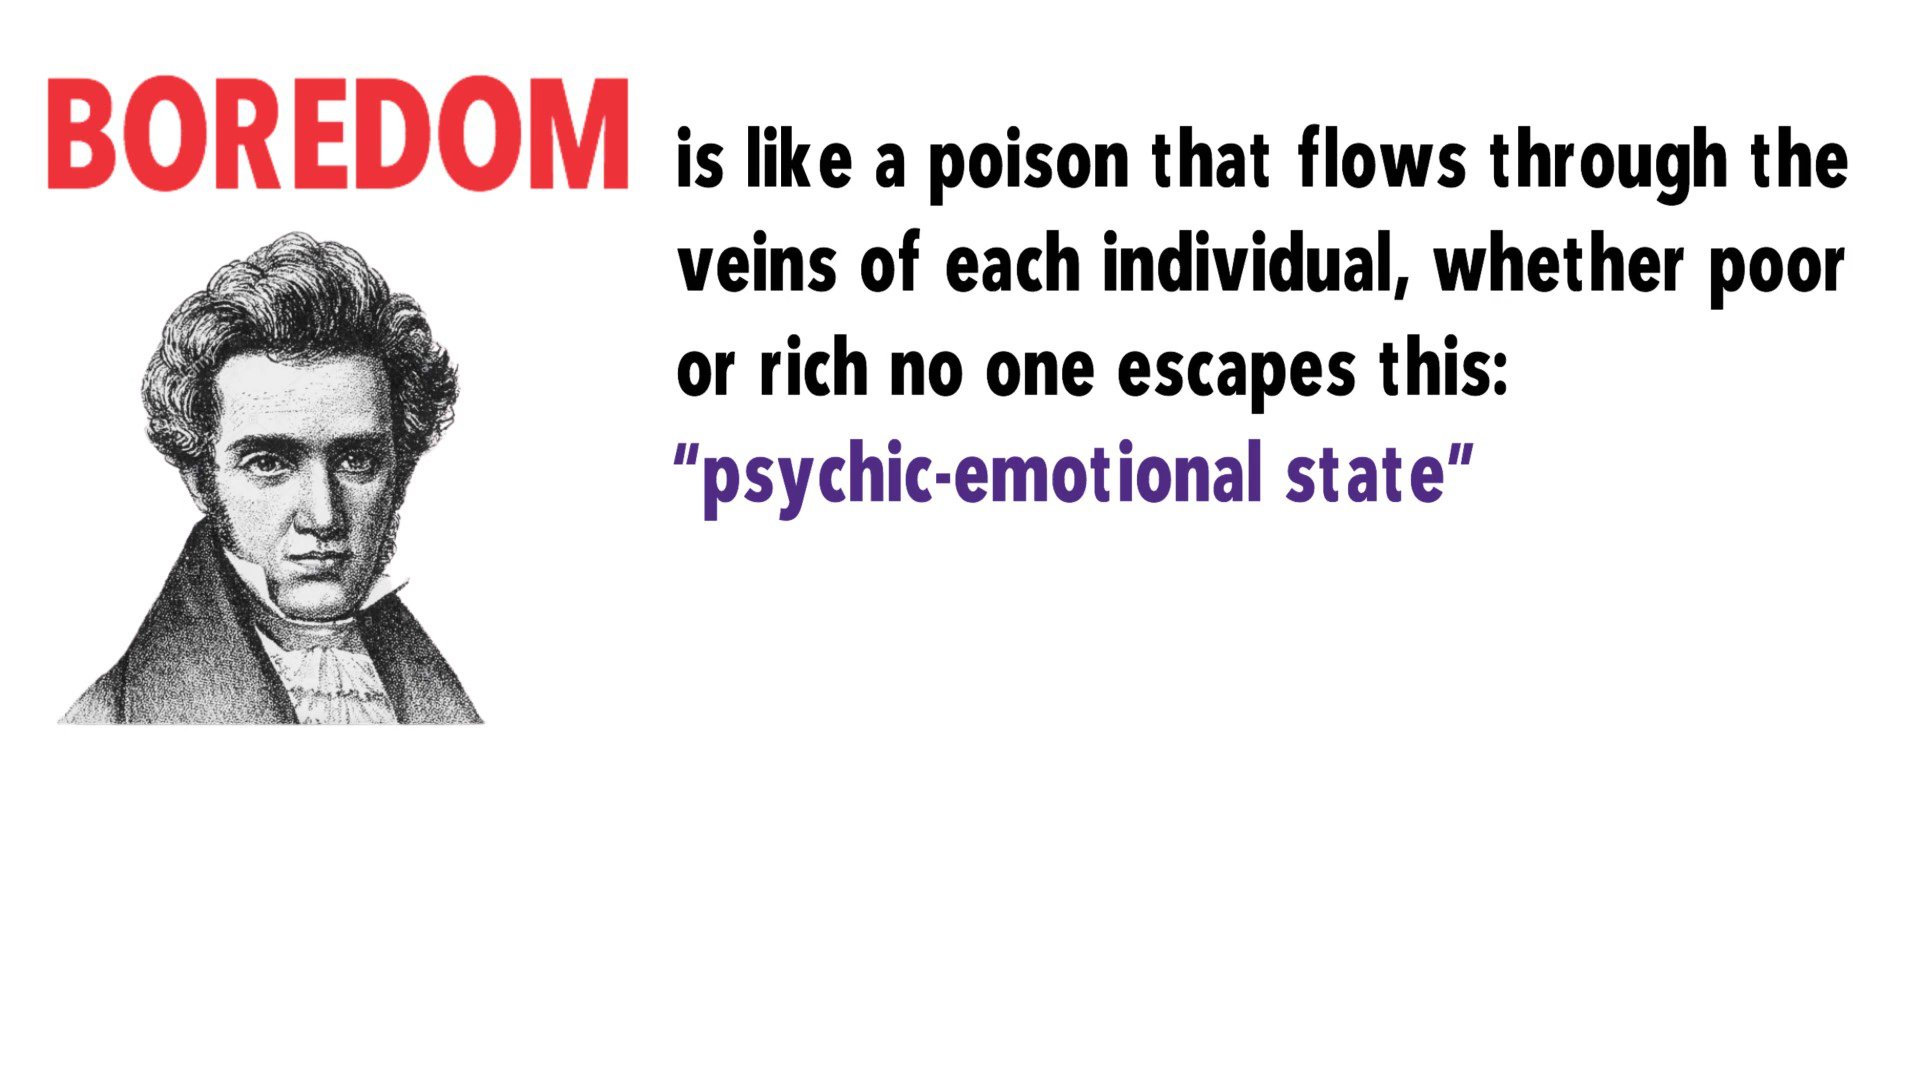 BOREDOM
is like a poison that flows through the
veins of each individual, whether poor
or rich no one escapes this:
"psychic-emotional state"